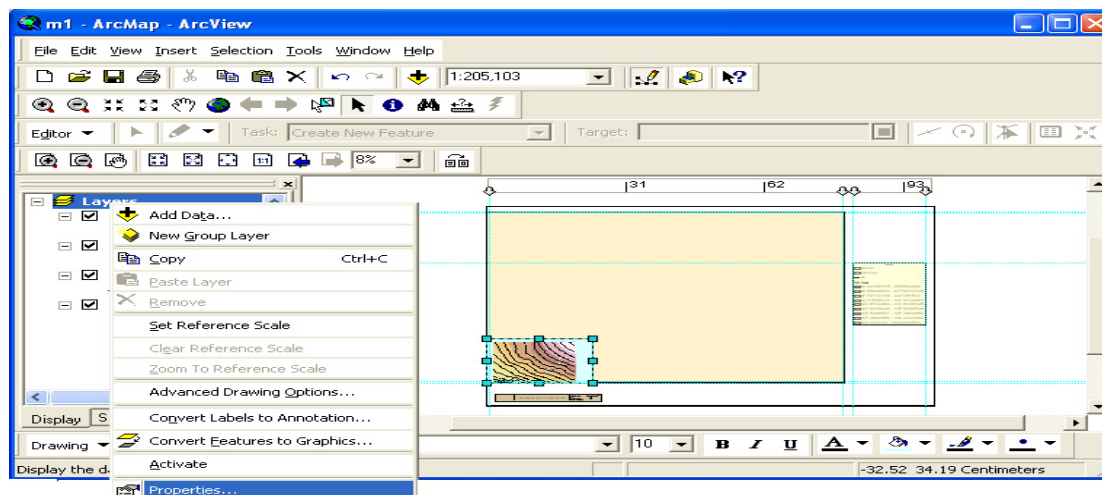 m1 - ArcMap - ArcView
File Edit View Insert Selection Tools Window Help
1:205,103
Editor Task: Create New Feature Target:
1:1 8%
31 62 93
Layers
Add Data...
New Group Layer
Copy Ctrl+C
Paste Layer
Remove
Set Reference Scale
Clear Reference Scale
Zoom To Reference Scale
Advanced Drawing Options...
Display S
Convert Labels to Annotation...
Drawing Convert Features to Graphics... 10 B I U A
Activate
Display the d -32.52 34.19 Centimeters
Properties...